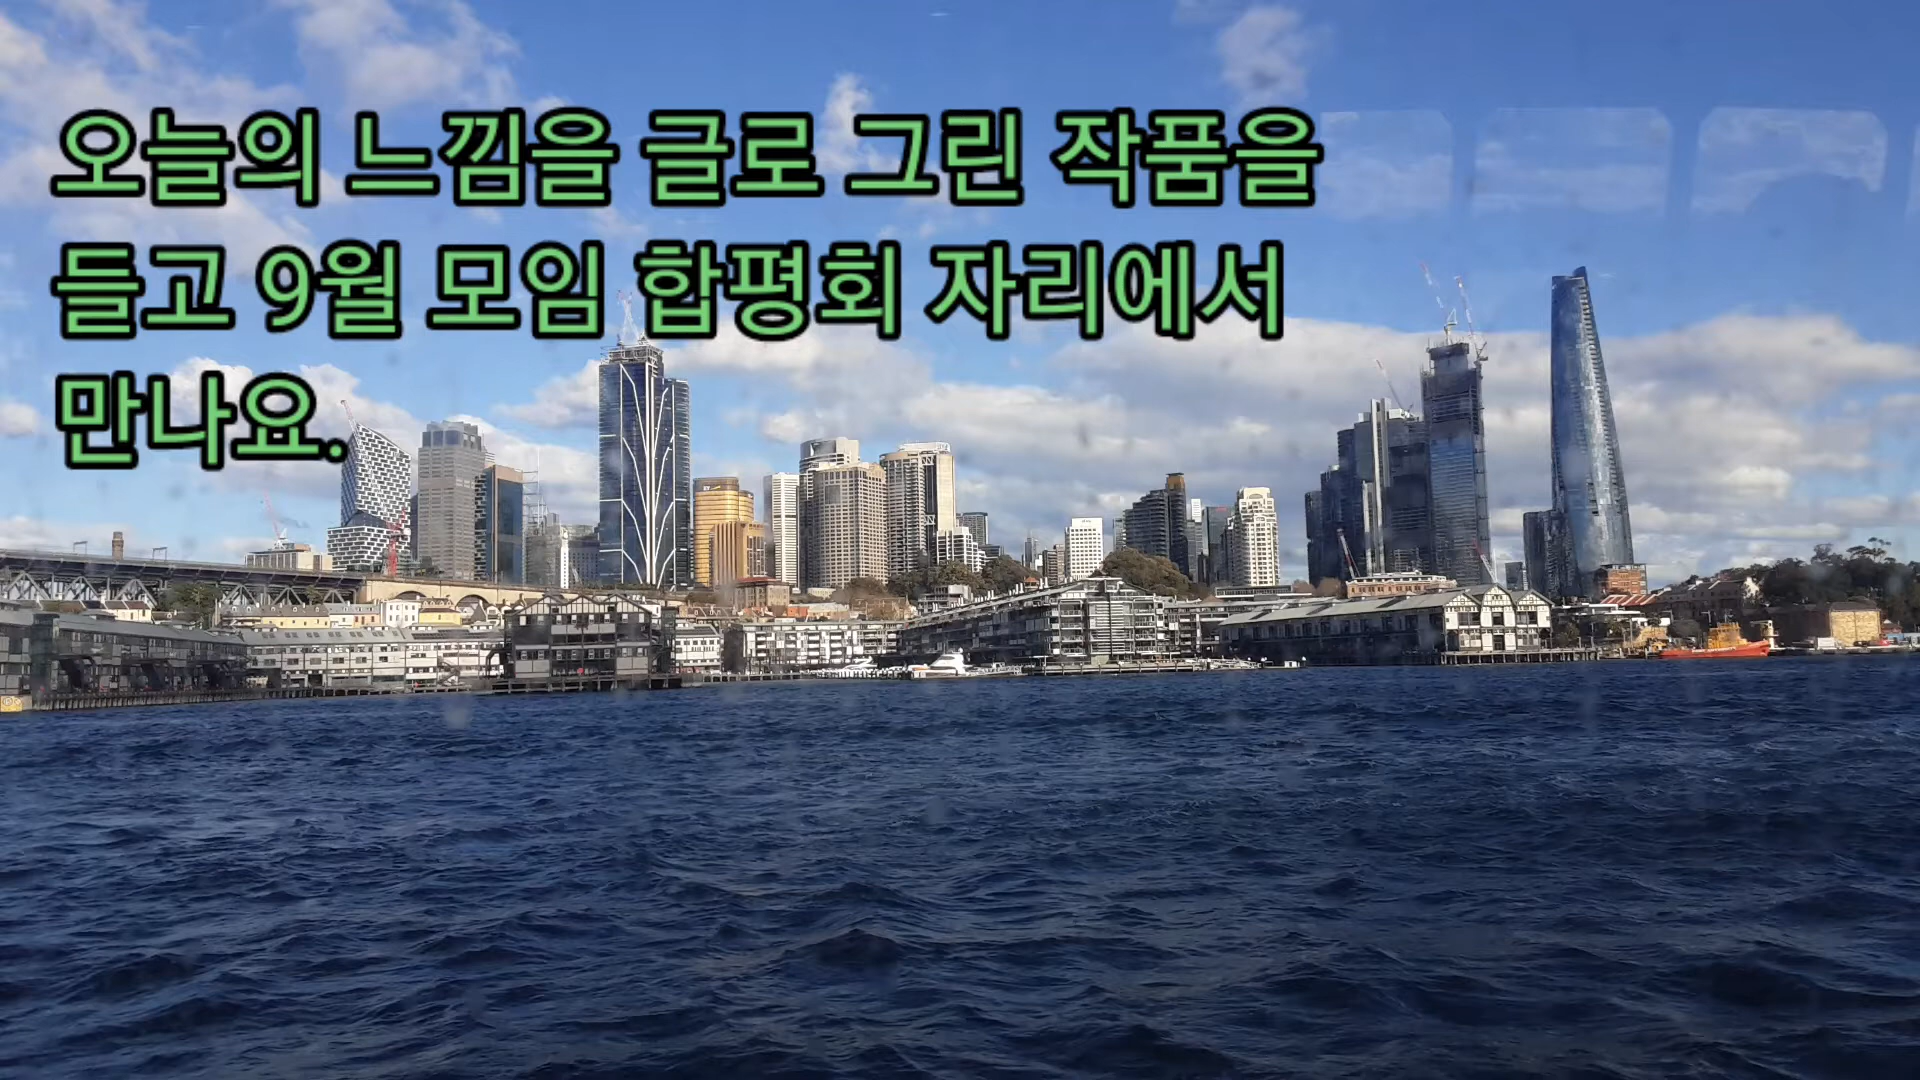 오늘의 느낌을 글로 그린 작품을
들고 9월 모임 합평회 자리에서
만나요.